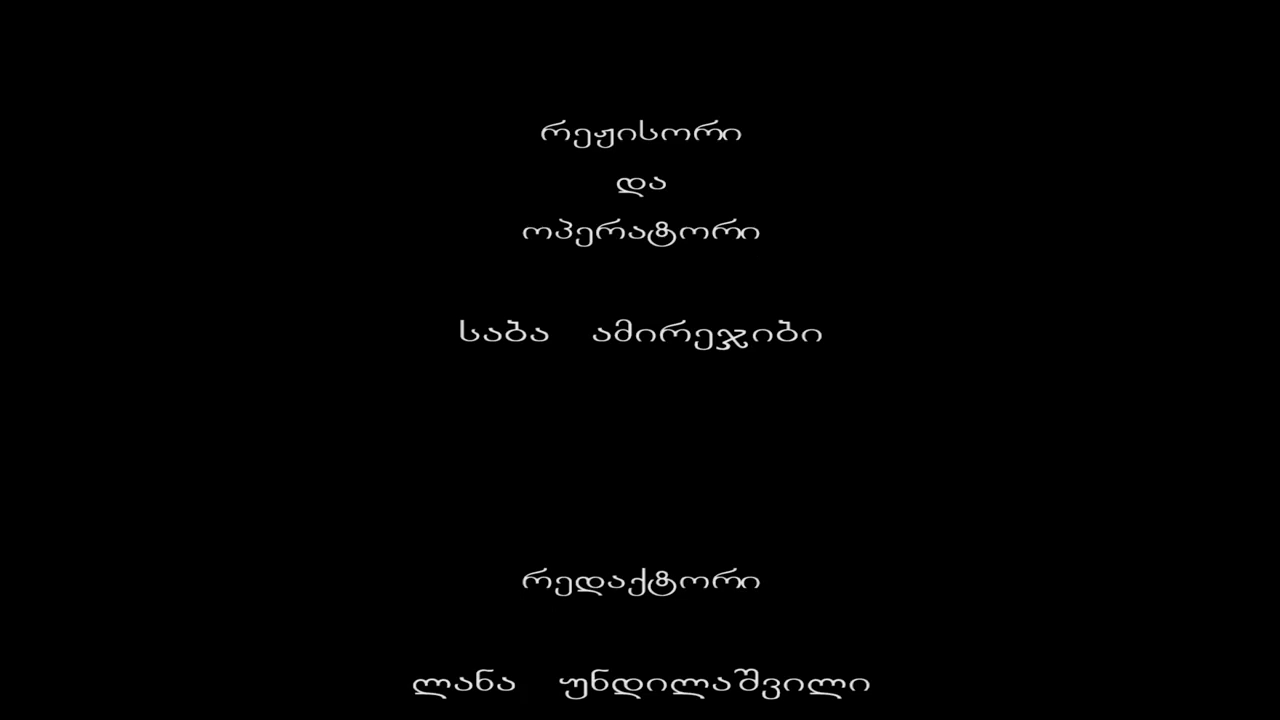 რეჟისორი
და
ოპერატორი
საბა ამირეჯიბი
რედაქტორი
ლანა უნდილაშვილი